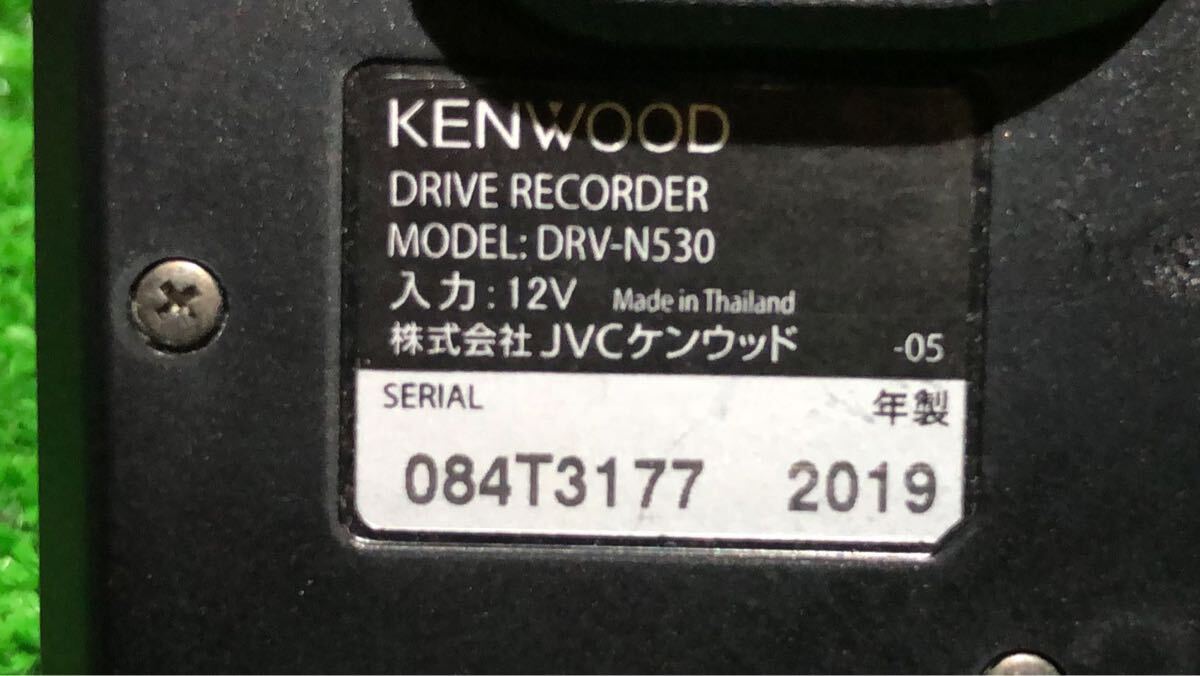 KENWOOD
DRIVE RECORDER
MODEL: DRV-N530
入力: 12V Made in Thailand
株式会社 JVCケンウッド -05
SERIAL 年製
084T3177 2019